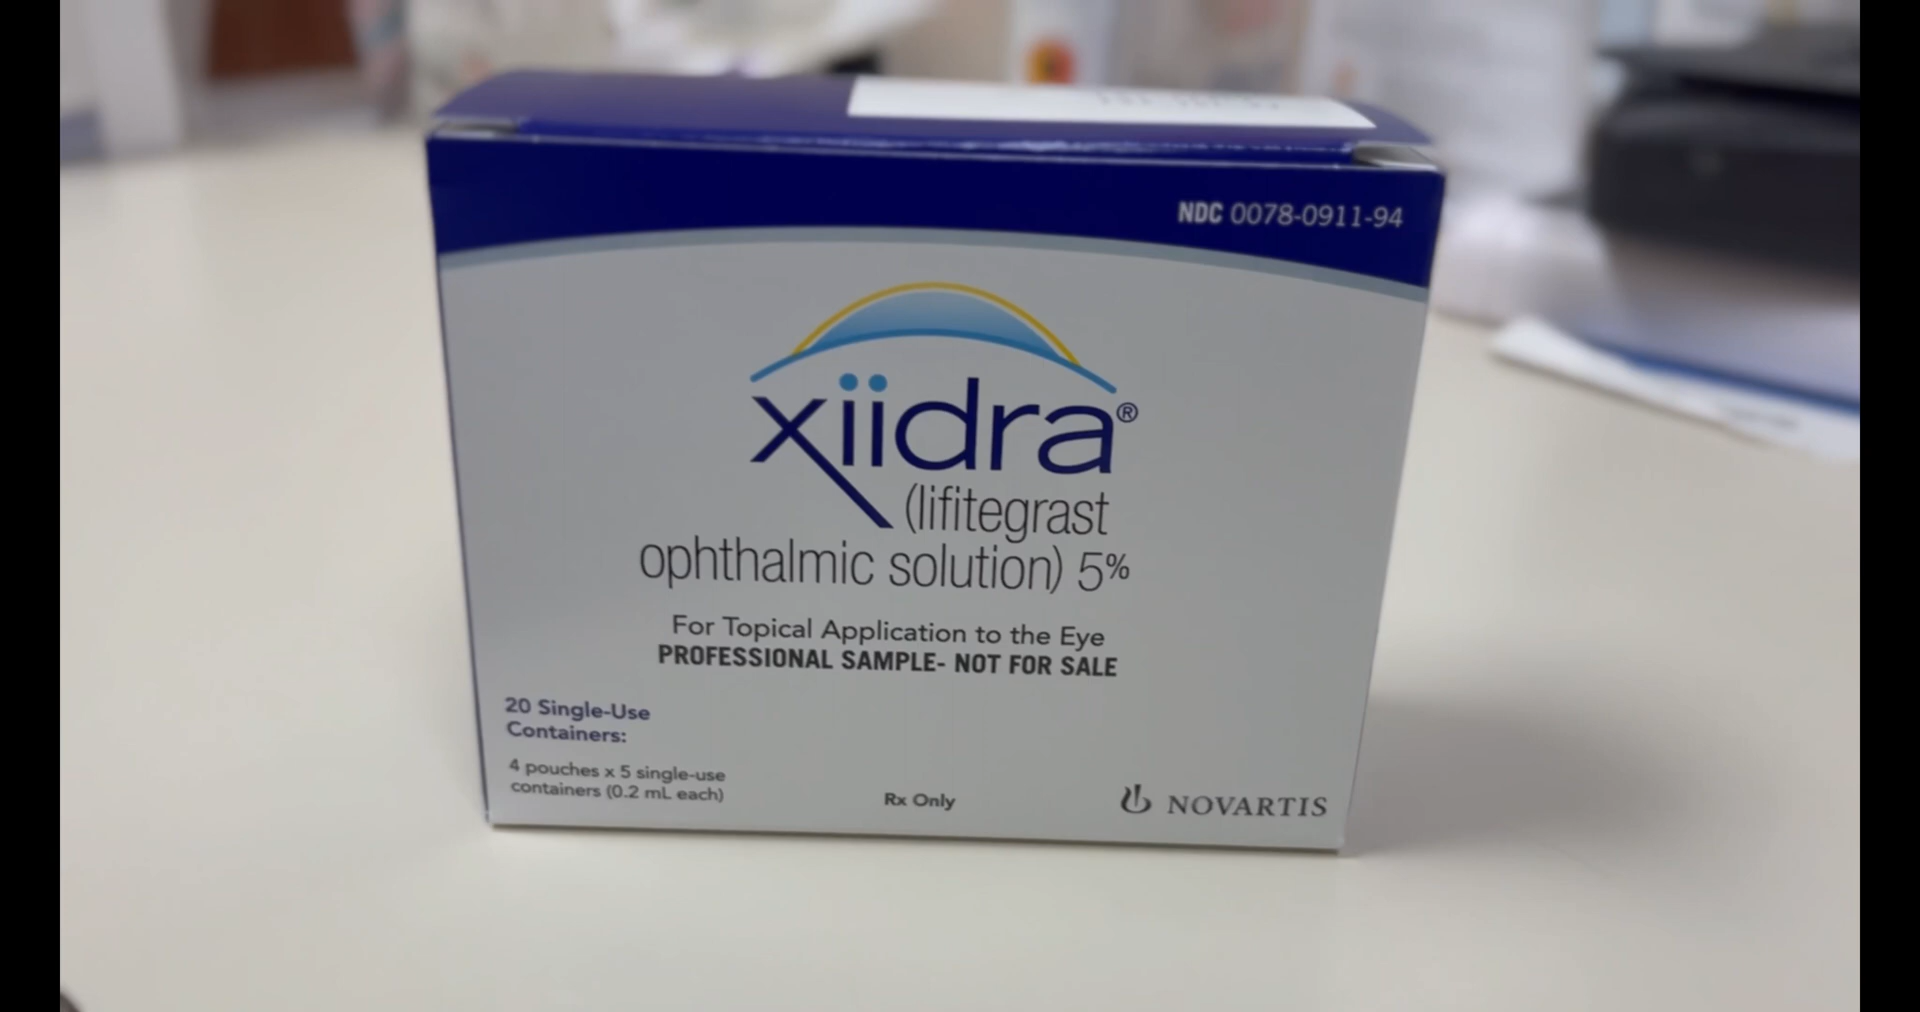 NDC 0078-0911-94
xiidra®
(lifitegrast
ophthalmic solution) 5%
For Topical Application to the Eye
PROFESSIONAL SAMPLE- NOT FOR SALE
20 Single-Use
Containers:
4 pouches x 5 single-use
containers (0.2 mL each)
Rx Only
NOVARTIS